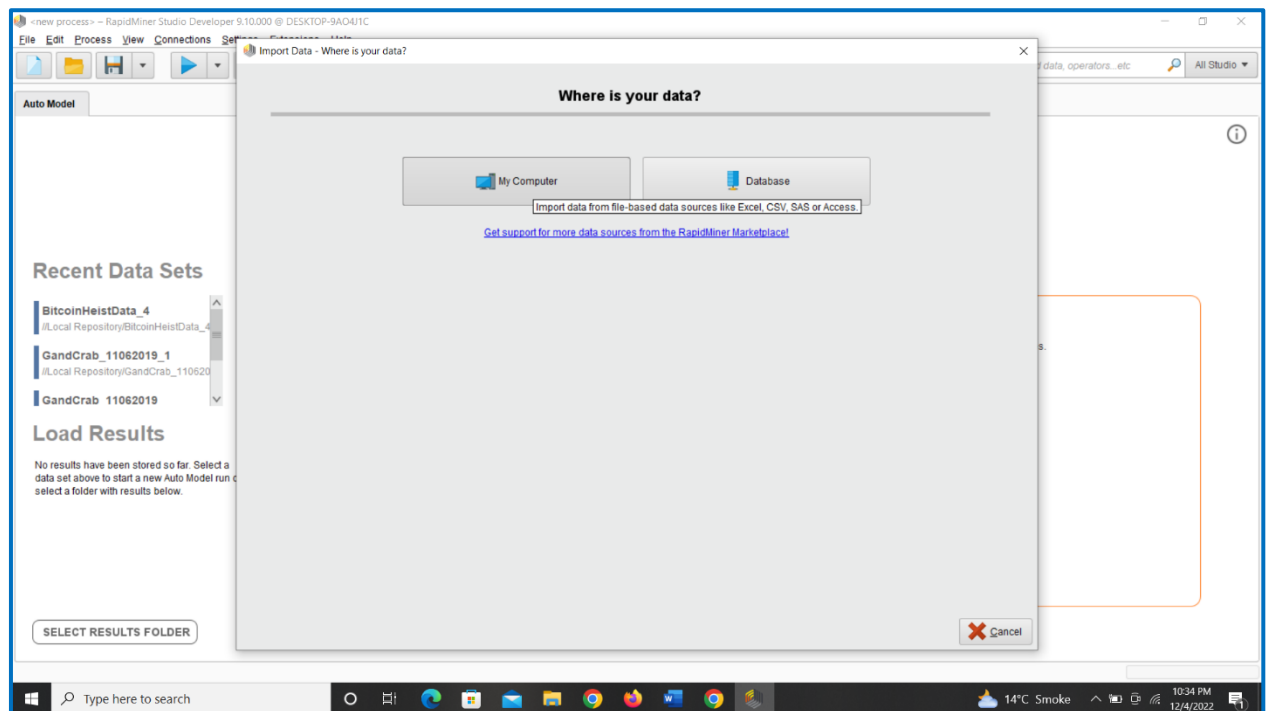 <new process> – RapidMiner Studio Developer 9.10.000 @ DESKTOP-9AO4J1C
File Edit Process View Connections
Import Data - Where is your data?
data, operators...etc
All Studio
Auto Model
Where is your data?
My Computer
Database
Import data from file-based data sources like Excel, CSV, SAS or Access.
Get support for more data sources from the RapidMiner Marketplace!
Recent Data Sets
BitcoinHeistData_4
//Local Repository/BitcoinHeistData_4
GandCrab_11062019_1
//Local Repository/GandCrab_110620
GandCrab 11062019
s.
Load Results
No results have been stored so far. Select a
data set above to start a new Auto Model run
select a folder with results below.
SELECT RESULTS FOLDER
Cancel
Type here to search
14°C Smoke
10:34 PM
12/4/2022
1